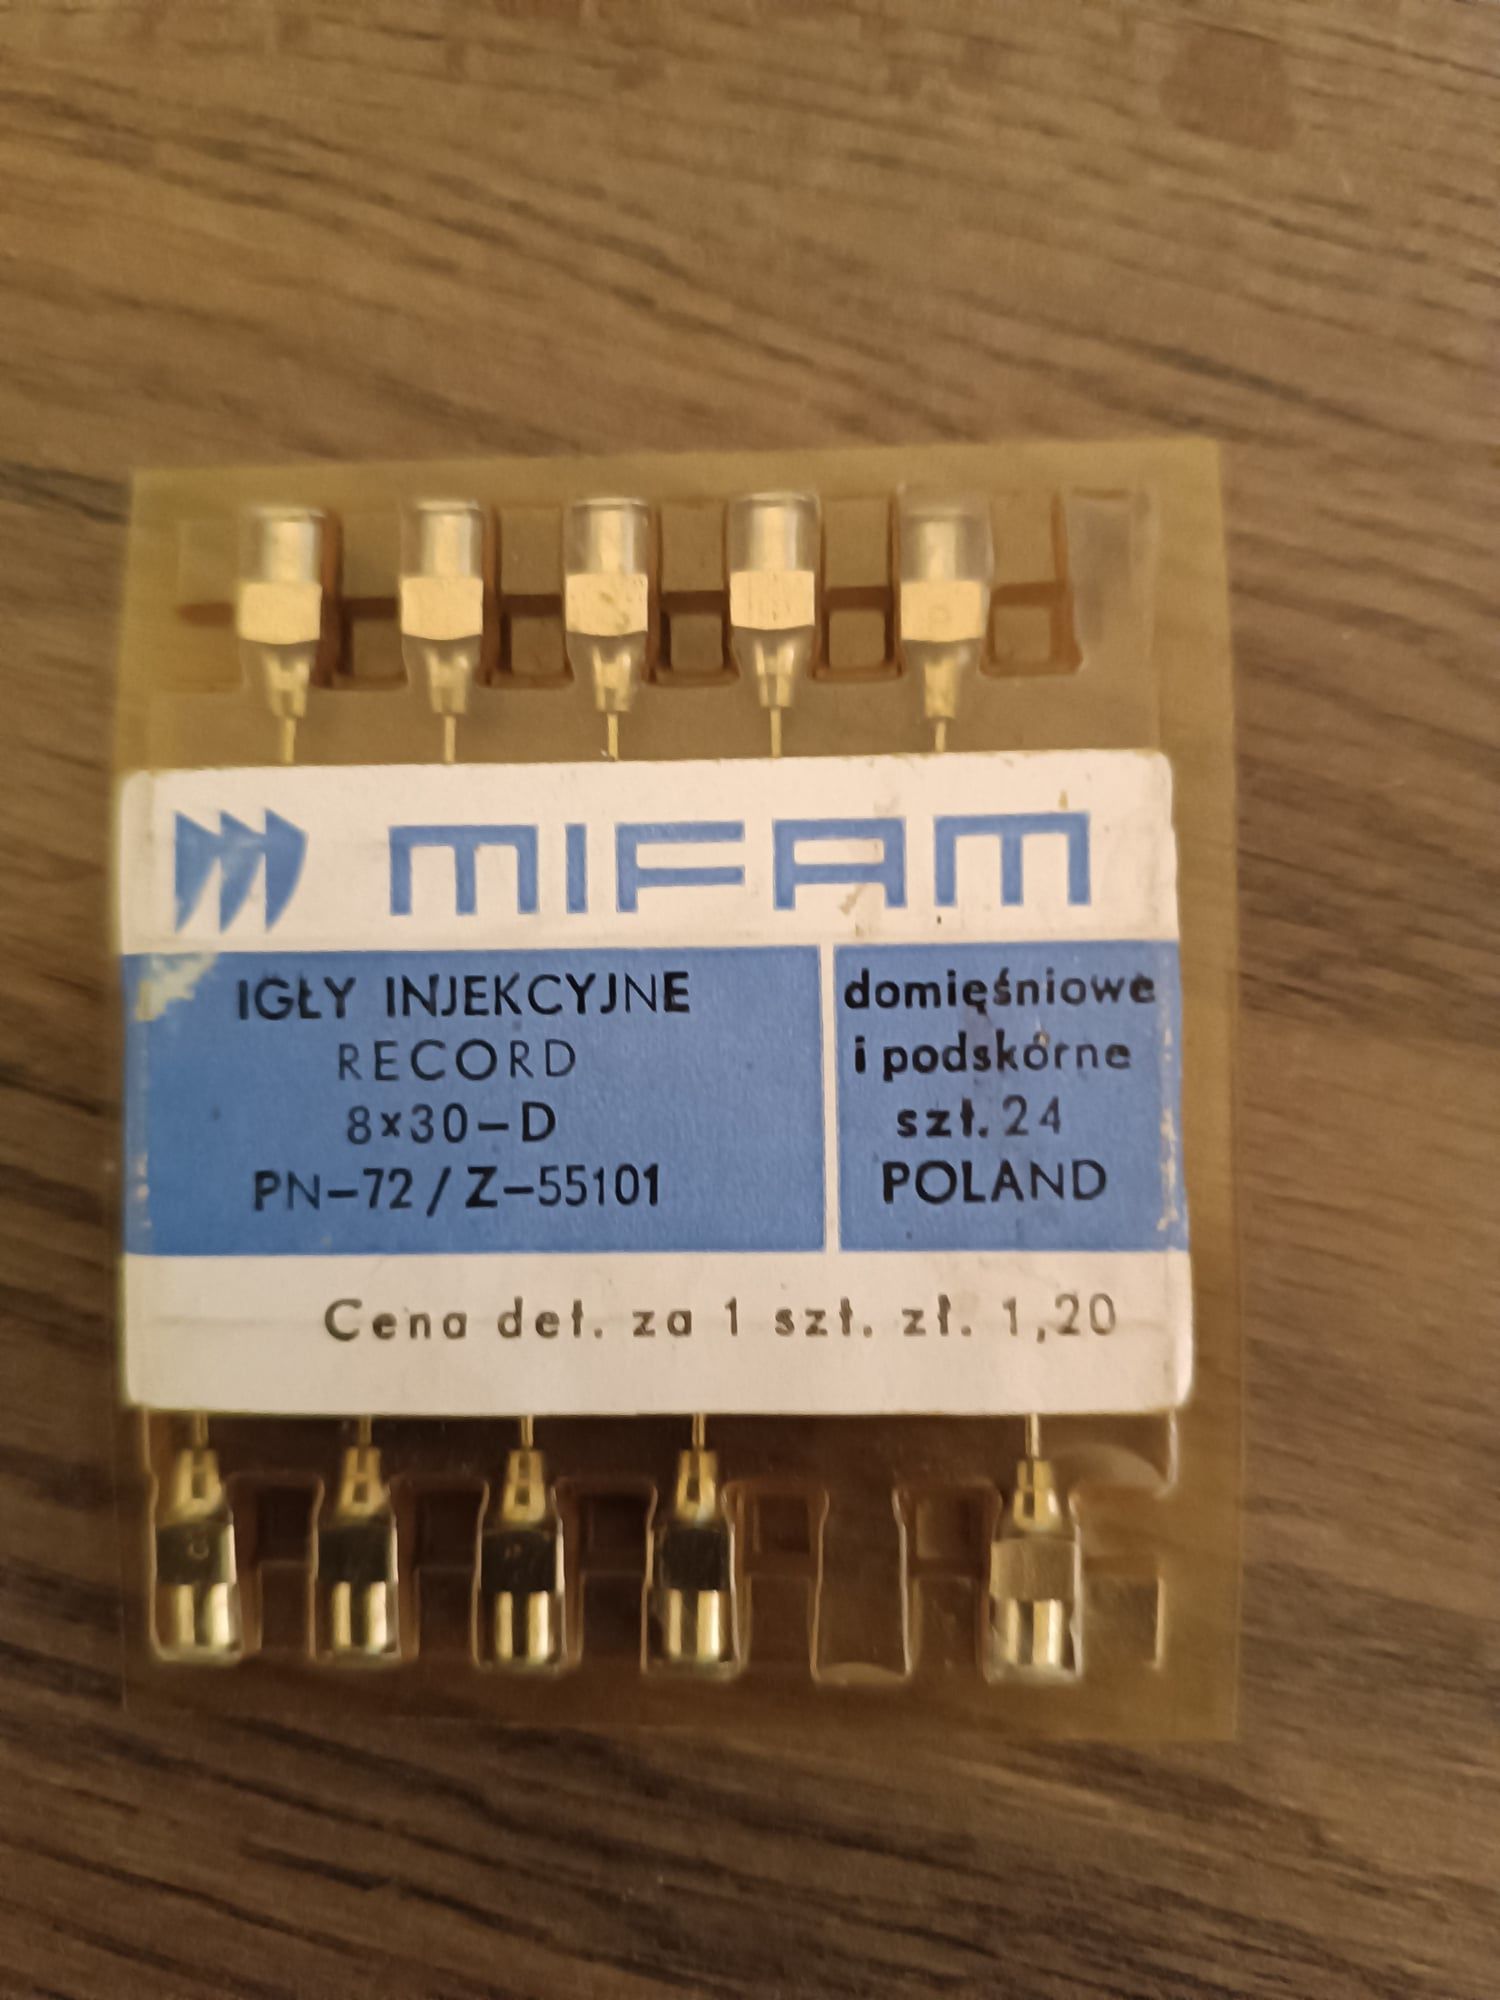 MIFAM
IGŁY INJEKCYJNE
RECORD
8×30-D
PN-72/Z-55101
domięśniowe
i podskórne
szt. 24
POLAND
Cena det. za 1 szt. zł. 1,20